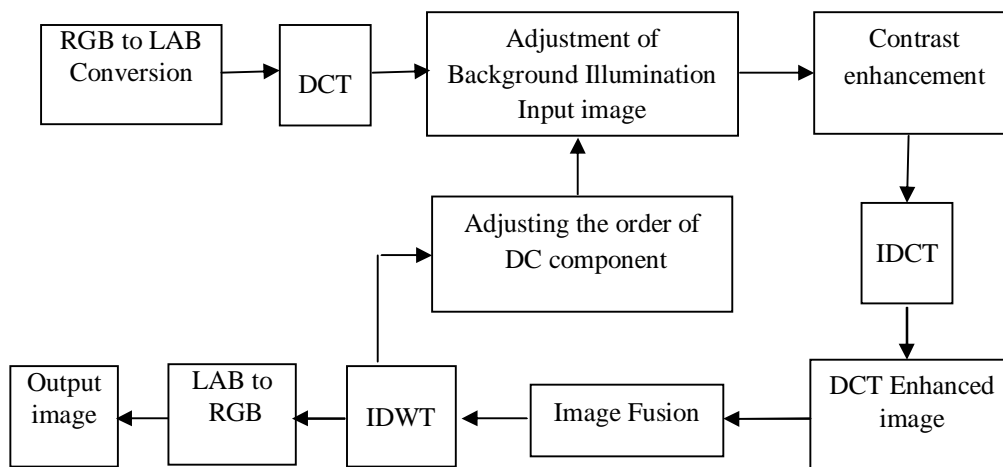 RGB to LAB
Conversion
DCT
Adjustment of
Background Illumination
Input image
Contrast
enhancement
Adjusting the order of
DC component
IDCT
Output
image
LAB to
RGB
IDWT
Image Fusion
DCT Enhanced
image